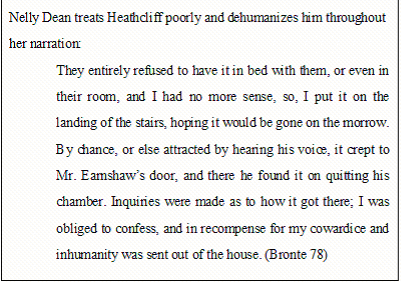 Nelly Dean treats Heathcliff poorly and dehumanizes him throughout
her narration:
They entirely refused to have it in bed with them, or even in
their room, and I had no more sense, so, I put it on the
landing of the stairs, hoping it would be gone on the morrow.
By chance, or else attracted by hearing his voice, it crept to
Mr. Earnshaw's door, and there he found it on quitting his
chamber. Inquiries were made as to how it got there; I was
obliged to confess, and in recompense for my cowardice and
inhumanity was sent out of the house. (Bronte 78)